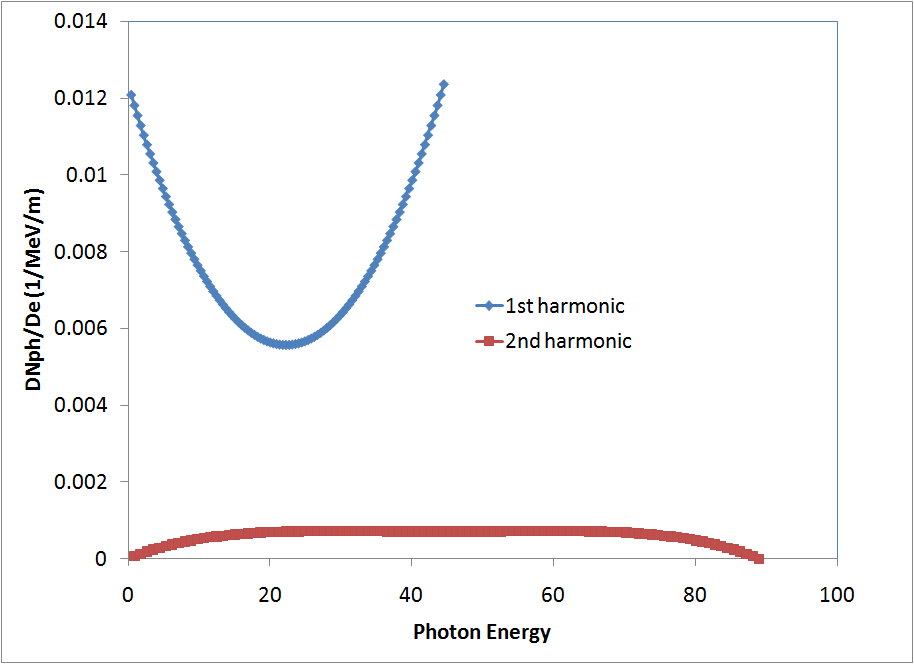 0.014
0.012
0.01
0.008
0.006
0.004
0.002
0
DNph/De (1/MeV/m)
1st harmonic
2nd harmonic
0 20 40 60 80 100
Photon Energy